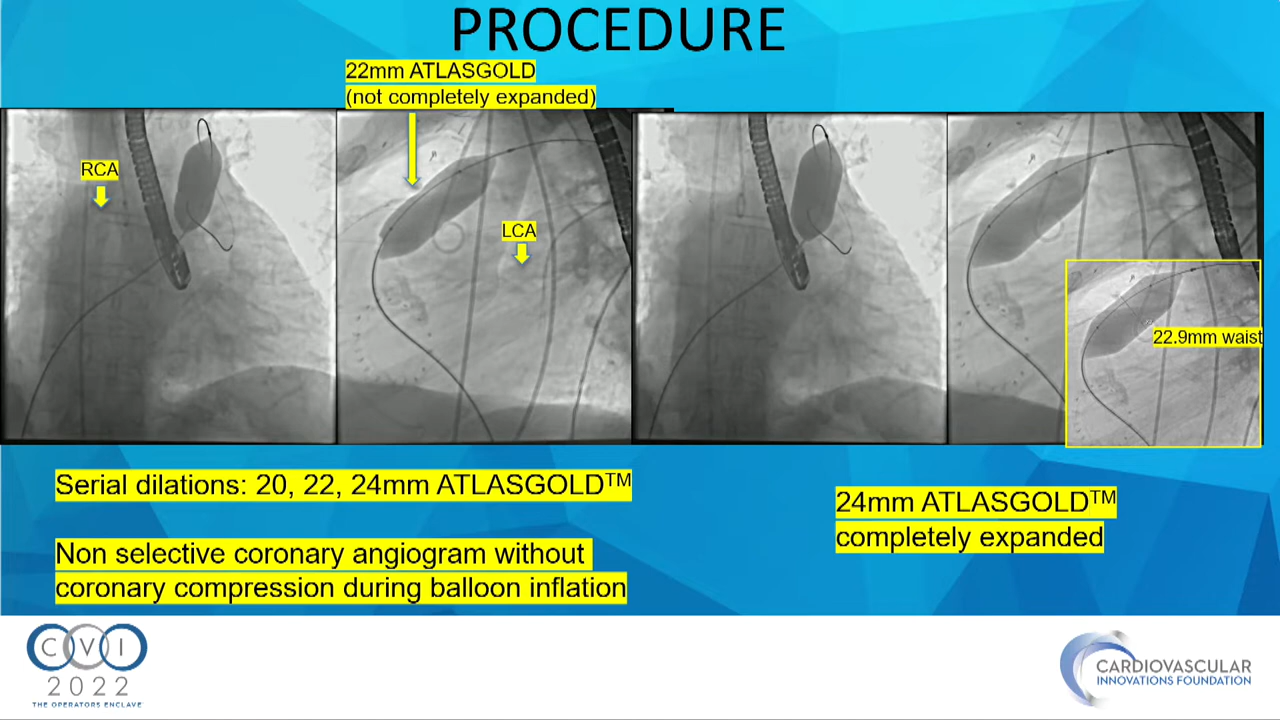 PROCEDURE
22mm ATLASGOLD
(not completely expanded)
RCA
LCA
22.9mm waist
Serial dilations: 20, 22, 24mm ATLASGOLD™
Non selective coronary angiogram without
coronary compression during balloon inflation
24mm ATLASGOLD™
completely expanded
CVI
2022
THE OPERATORS ENCLAVE
CARDIOVASCULAR
INNOVATIONS FOUNDATION